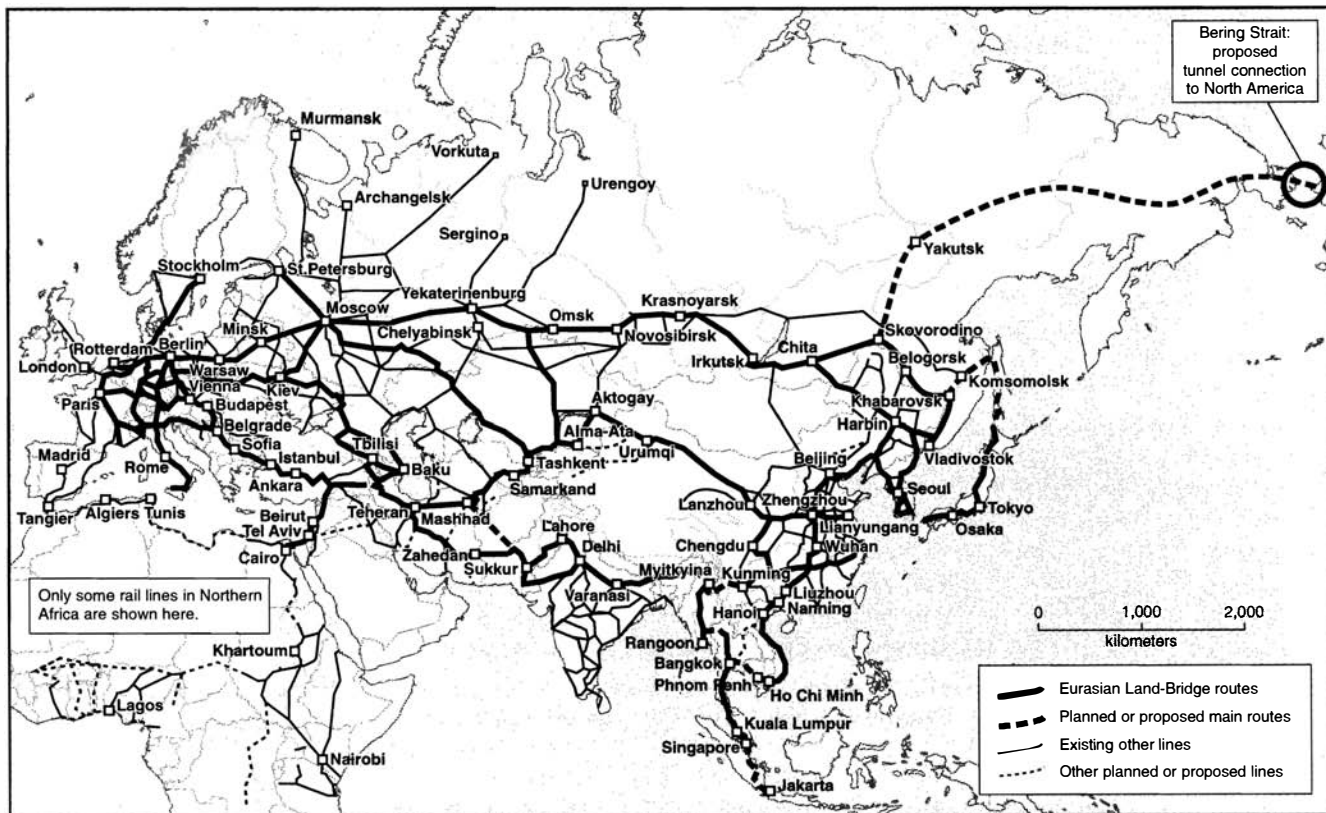 Bering Strait:
proposed
tunnel connection
to North America
Murmansk
Vorkuta
Urengoy
Archangelsk
Sergino
Yakutsk
Stockholm
St.Petersburg
Yekaterinenburg
Krasnoyarsk
Moscow
Omsk
Minsk
Chelyabinsk
Novosibirsk
Skovorodino
Rotterdam
Berlin
Irkutsk
Chita
Belogorsk
London
Warsaw
Vienna
Kiev
Komsomolsk
Paris
Budapest
Aktogay
Khabarovsk
Belgrade
Harbin
Sofia
Tbilisi
Alma-Ata
Urumqi
Madrid
Istanbul
Beijing
Vladivostok
Rome
Baku
Tashkent
Ankara
Samarkand
Seoul
Tangier
Algiers
Tunis
Beirut
Teheran
Mashhad
Lanzhou
Zhengzhou
Tokyo
Tel Aviv
Lahore
Lianyungang
Osaka
Cairo
Zahedan
Delhi
Chengdu
Wuhan
Sukkur
Myitkyina
Kunming
Only some rail lines in Northern
Africa are shown here.
Varanasi
Liuzhou
Hanoi
Nanning
0
1,000
2,000
kilometers
Khartoum
Rangoon
Bangkok
Phnom Penh
Ho Chi Minh
Eurasian Land-Bridge routes
Lagos
Planned or proposed main routes
Kuala Lumpur
Singapore
Existing other lines
Nairobi
Jakarta
Other planned or proposed lines